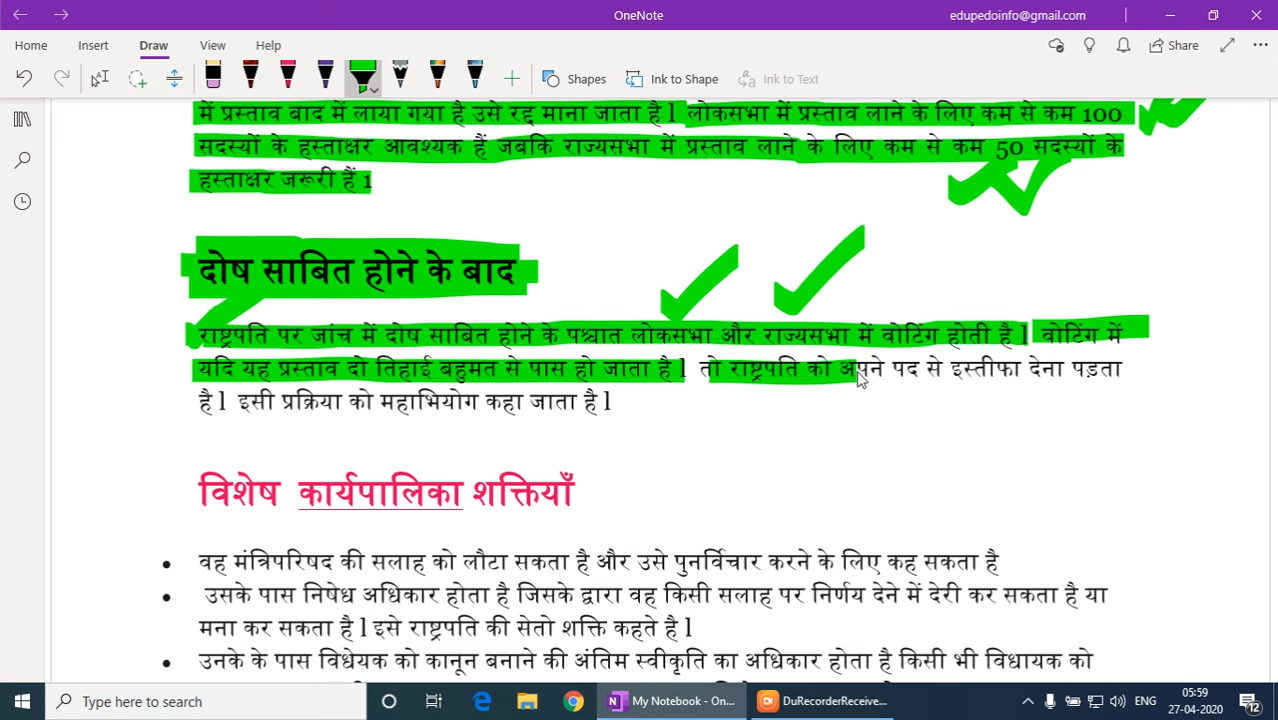 OneNote
edupedoinfo@gmail.com
Home Insert Draw View Help
Share
Shapes Ink to Shape Ink to Text
में प्रस्ताव बाद में लाया गया है उसे रद्द माना जाता है l लोकसभा में प्रस्ताव लाने के लिए कम से कम 100
सदस्यों के हस्ताक्षर आवश्यक हैं जबकि राज्यसभा में प्रस्ताव लाने के लिए कम से कम 50 सदस्यों के
हस्ताक्षर जरूरी हैं 1
दोष साबित होने के बाद
राष्ट्रपति पर जांच में दोष साबित होने के पश्चात लोकसभा और राज्यसभा में वोटिंग होती है l वोटिंग में
यदि यह प्रस्ताव दो तिहाई बहुमत से पास हो जाता है l तो राष्ट्रपति को अपने पद से इस्तीफा देना पड़ता
है l इसी प्रक्रिया को महाभियोग कहा जाता है l
विशेष कार्यपालिका शक्तियाँ
• वह मंत्रिपरिषद की सलाह को लौटा सकता है और उसे पुनर्विचार करने के लिए कह सकता है
• उसके पास निषेध अधिकार होता है जिसके द्वारा वह किसी सलाह पर निर्णय देने में देरी कर सकता है या
मना कर सकता है l इसे राष्ट्रपति की सेतो शक्ति कहते है l
• उनके के पास विधेयक को कानून बनाने की अंतिम स्वीकृति का अधिकार होता है किसी भी विधायक को
Type here to search
My Notebook - On...
DuRecorderReceive...
ENG
05:59
27-04-2020
12